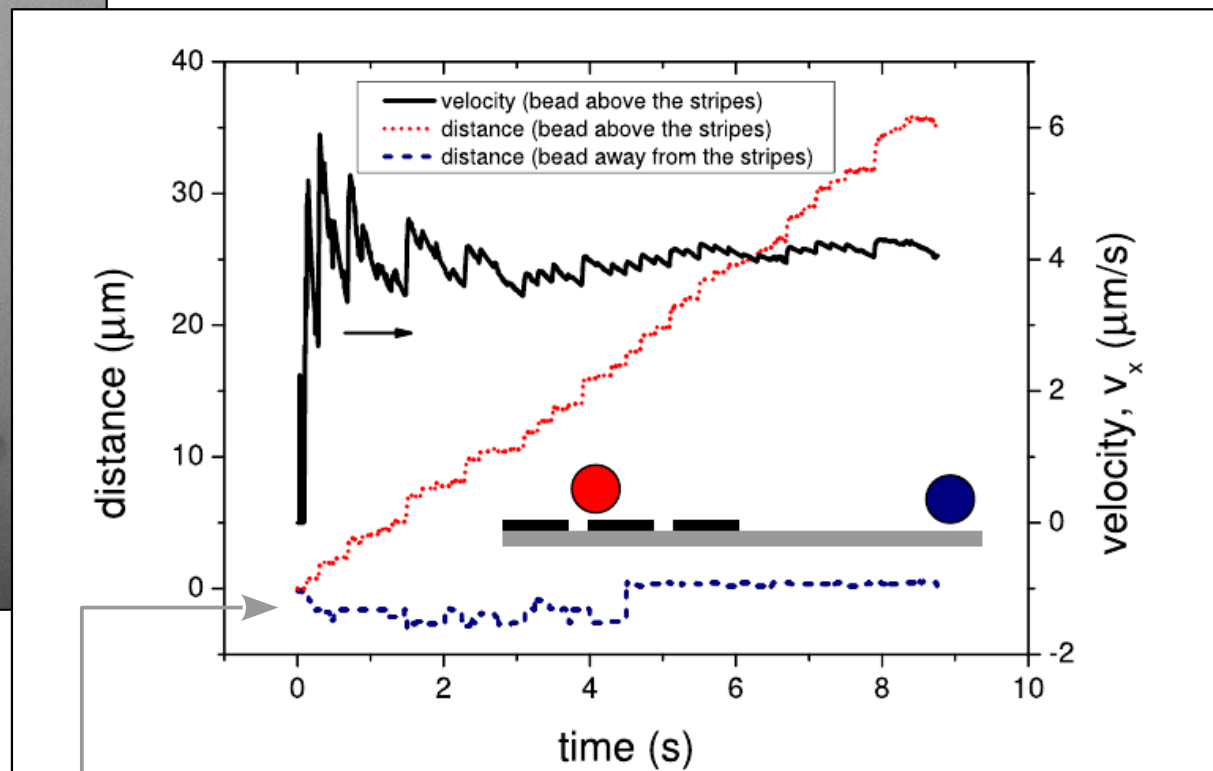 velocity (bead above the stripes)
distance (bead above the stripes)
distance (bead away from the stripes)
40
30
20
10
0
distance (μm)
6
4
2
0
-2
velocity, vx (μm/s)
0 2 4 6 8 10
time (s)